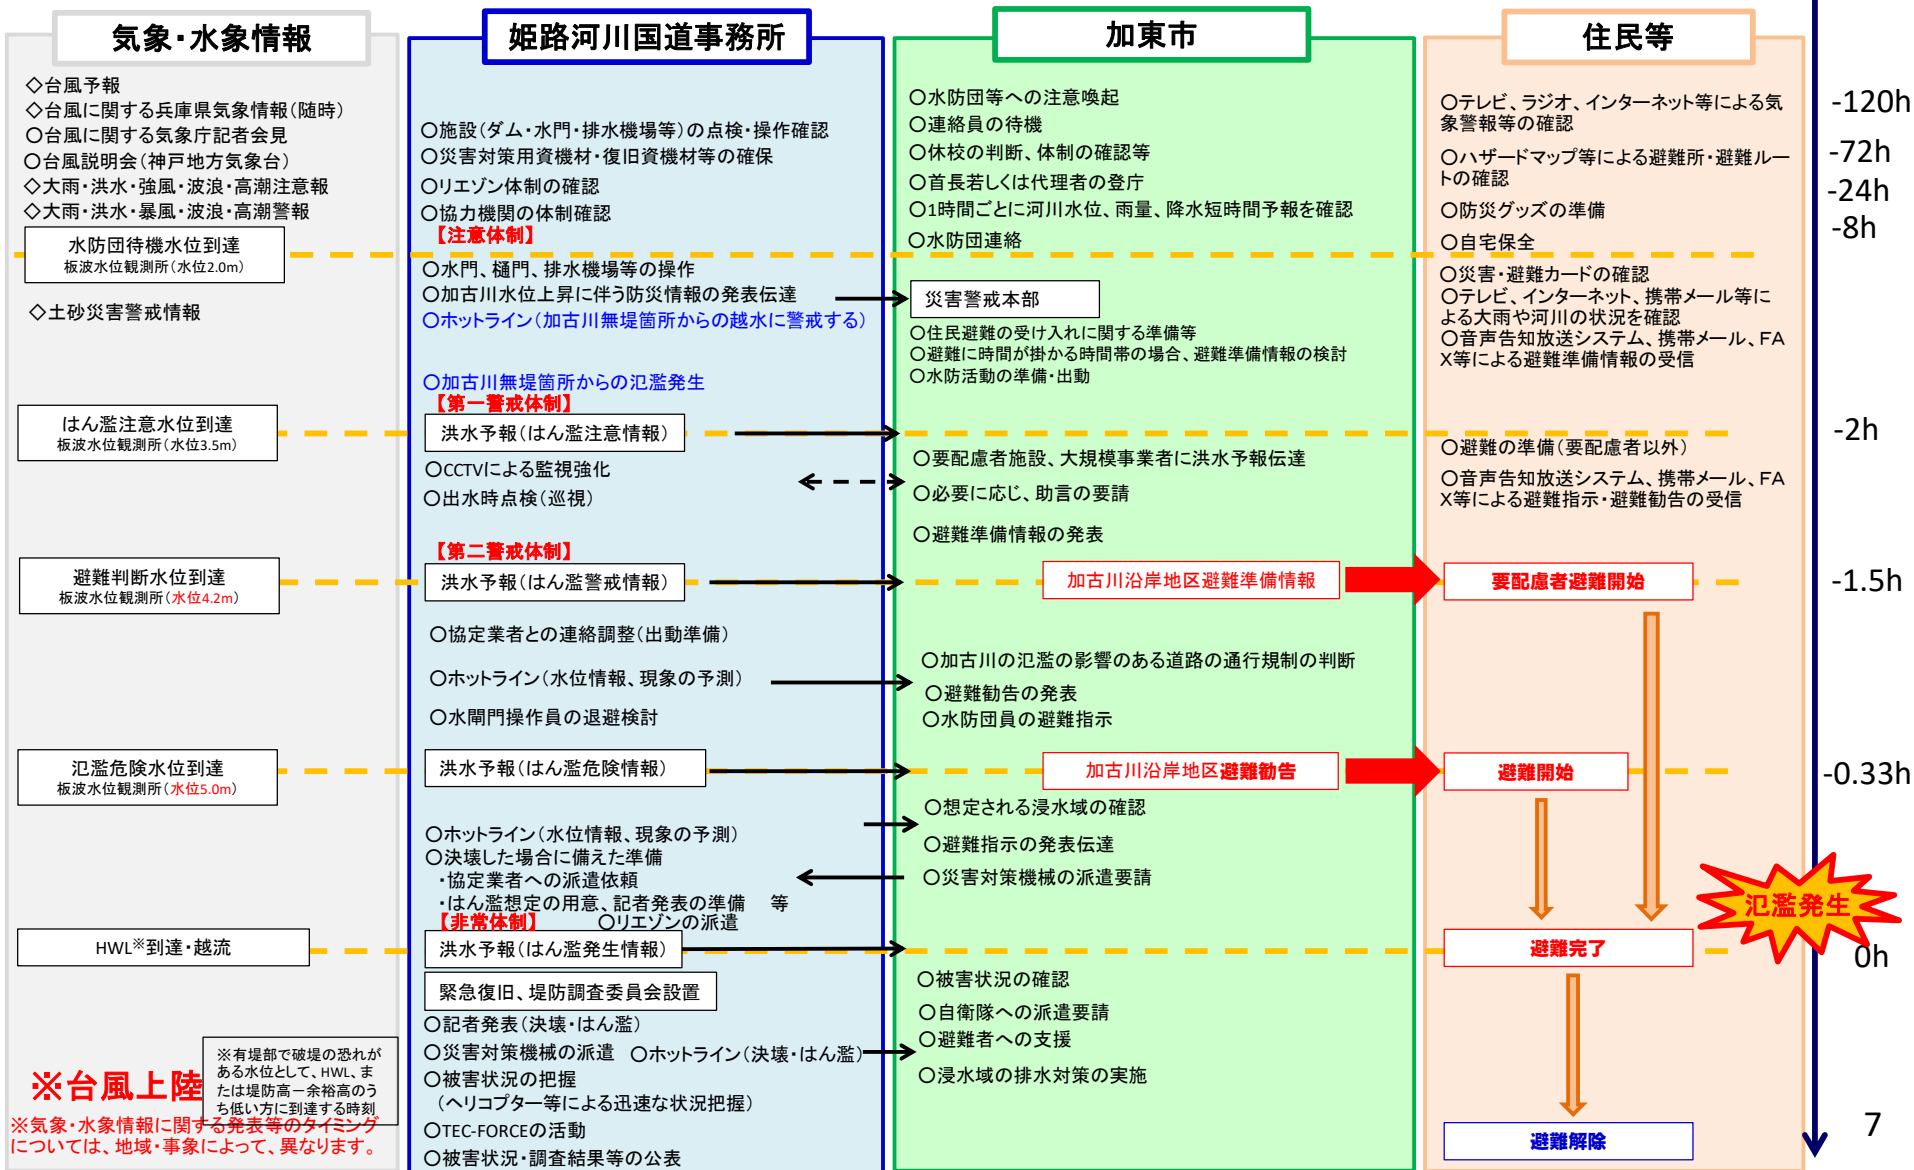 気象・水象情報
◇台風予報
◇台風に関する兵庫県気象情報(随時)
○台風に関する気象庁記者会見
○台風説明会(神戸地方気象台)
◇大雨・洪水・強風・波浪・高潮注意報
◇大雨・洪水・暴風・波浪・高潮警報
水防団待機水位到達
板波水位観測所(水位2.0m)
◇土砂災害警戒情報
はん濫注意水位到達
板波水位観測所(水位3.5m)
避難判断水位到達
板波水位観測所(水位4.2m)
氾濫危険水位到達
板波水位観測所(水位5.0m)
HWL※到達・越流
※台風上陸
※有堤部で破堤の恐れが
ある水位として、HWL、ま
たは堤防高－余裕高のう
ち低い方に到達する時刻
※気象・水象情報に関する発表等のタイミング
については、地域・事象によって、異なります。
姫路河川国道事務所
○施設(ダム・水門・排水機場等)の点検・操作確認
○災害対策用資機材・復旧資機材等の確保
○リエゾン体制の確認
○協力機関の体制確認
【注意体制】
○水門、樋門、排水機場等の操作
○加古川水位上昇に伴う防災情報の発表伝達
○ホットライン(加古川無堤箇所からの越水に警戒する)
○加古川無堤箇所からの氾濫発生
【第一警戒体制】
洪水予報(はん濫注意情報)
○CCTVによる監視強化
○出水時点検(巡視)
【第二警戒体制】
洪水予報(はん濫警戒情報)
○協定業者との連絡調整(出動準備)
○ホットライン(水位情報、現象の予測)
○水閘門操作員の退避検討
洪水予報(はん濫危険情報)
○ホットライン(水位情報、現象の予測)
○決壊した場合に備えた準備
・協定業者への派遣依頼
・はん濫想定の用意、記者発表の準備 等
【非常体制】 ○リエゾンの派遣
洪水予報(はん濫発生情報)
緊急復旧、堤防調査委員会設置
○記者発表(決壊・はん濫)
○災害対策機械の派遣 ○ホットライン(決壊・はん濫)
○被害状況の把握
(ヘリコプター等による迅速な状況把握)
○TEC-FORCEの活動
○被害状況・調査結果等の公表
加東市
○水防団等への注意喚起
○連絡員の待機
○休校の判断、体制の確認等
○首長若しくは代理者の登庁
○1時間ごとに河川水位、雨量、降水短時間予報を確認
○水防団連絡
災害警戒本部
○住民避難の受け入れに関する準備等
○避難に時間が掛かる時間帯の場合、避難準備情報の検討
○水防活動の準備・出動
○要配慮者施設、大規模事業者に洪水予報伝達
○必要に応じ、助言の要請
○避難準備情報の発表
加古川沿岸地区避難準備情報
○加古川の氾濫の影響のある道路の通行規制の判断
○避難勧告の発表
○水防団員の避難指示
加古川沿岸地区避難勧告
○想定される浸水域の確認
○避難指示の発表伝達
○災害対策機械の派遣要請
○被害状況の確認
○自衛隊への派遣要請
○避難者への支援
○浸水域の排水対策の実施
住民等
○テレビ、ラジオ、インターネット等による気
象警報等の確認
○ハザードマップ等による避難所・避難ルー
トの確認
○防災グッズの準備
○自宅保全
○災害・避難カードの確認
○テレビ、インターネット、携帯メール等に
よる大雨や河川の状況を確認
○音声告知放送システム、携帯メール、FA
X等による避難準備情報の受信
○避難の準備(要配慮者以外)
○音声告知放送システム、携帯メール、FA
X等による避難指示・避難勧告の受信
要配慮者避難開始
避難開始
避難完了
避難解除
-120h
-72h
-24h
-8h
-2h
-1.5h
-0.33h
氾濫発生
0h
7